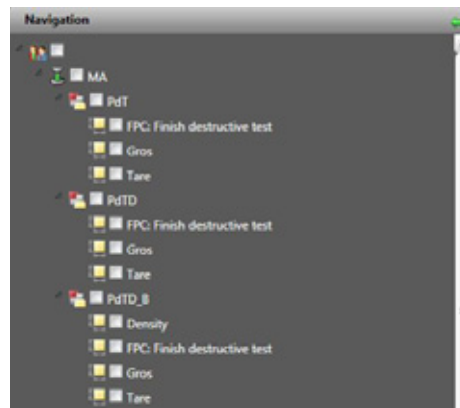 Navigation
MA
PdT
FPC: Finish destructive test
Gros
Tare
PdTD
FPC: Finish destructive test
Gros
Tare
PdTD_B
Density
FPC: Finish destructive test
Gros
Tare